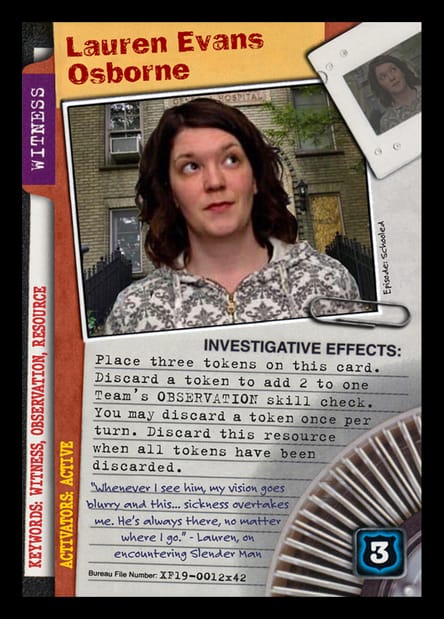 Lauren Evans
Osborne
WITNESS
HOSPITAL
Episode: Schooled
KEYWORDS: WITNESS, OBSERVATION, RESOURCE
ACTIVATORS: ACTIVE
INVESTIGATIVE EFFECTS:
Place three tokens on this card.
Discard a token to add 2 to one
Team's OBSERVATION skill check.
You may discard a token once per
turn. Discard this resource
when all tokens have been
discarded.
"Whenever I see him, my vision goes
blurry and this... sickness overtakes
me. He's always there, no matter
where I go." - Lauren, on
encountering Slender Man
3
Bureau File Number: XF19-0012x42